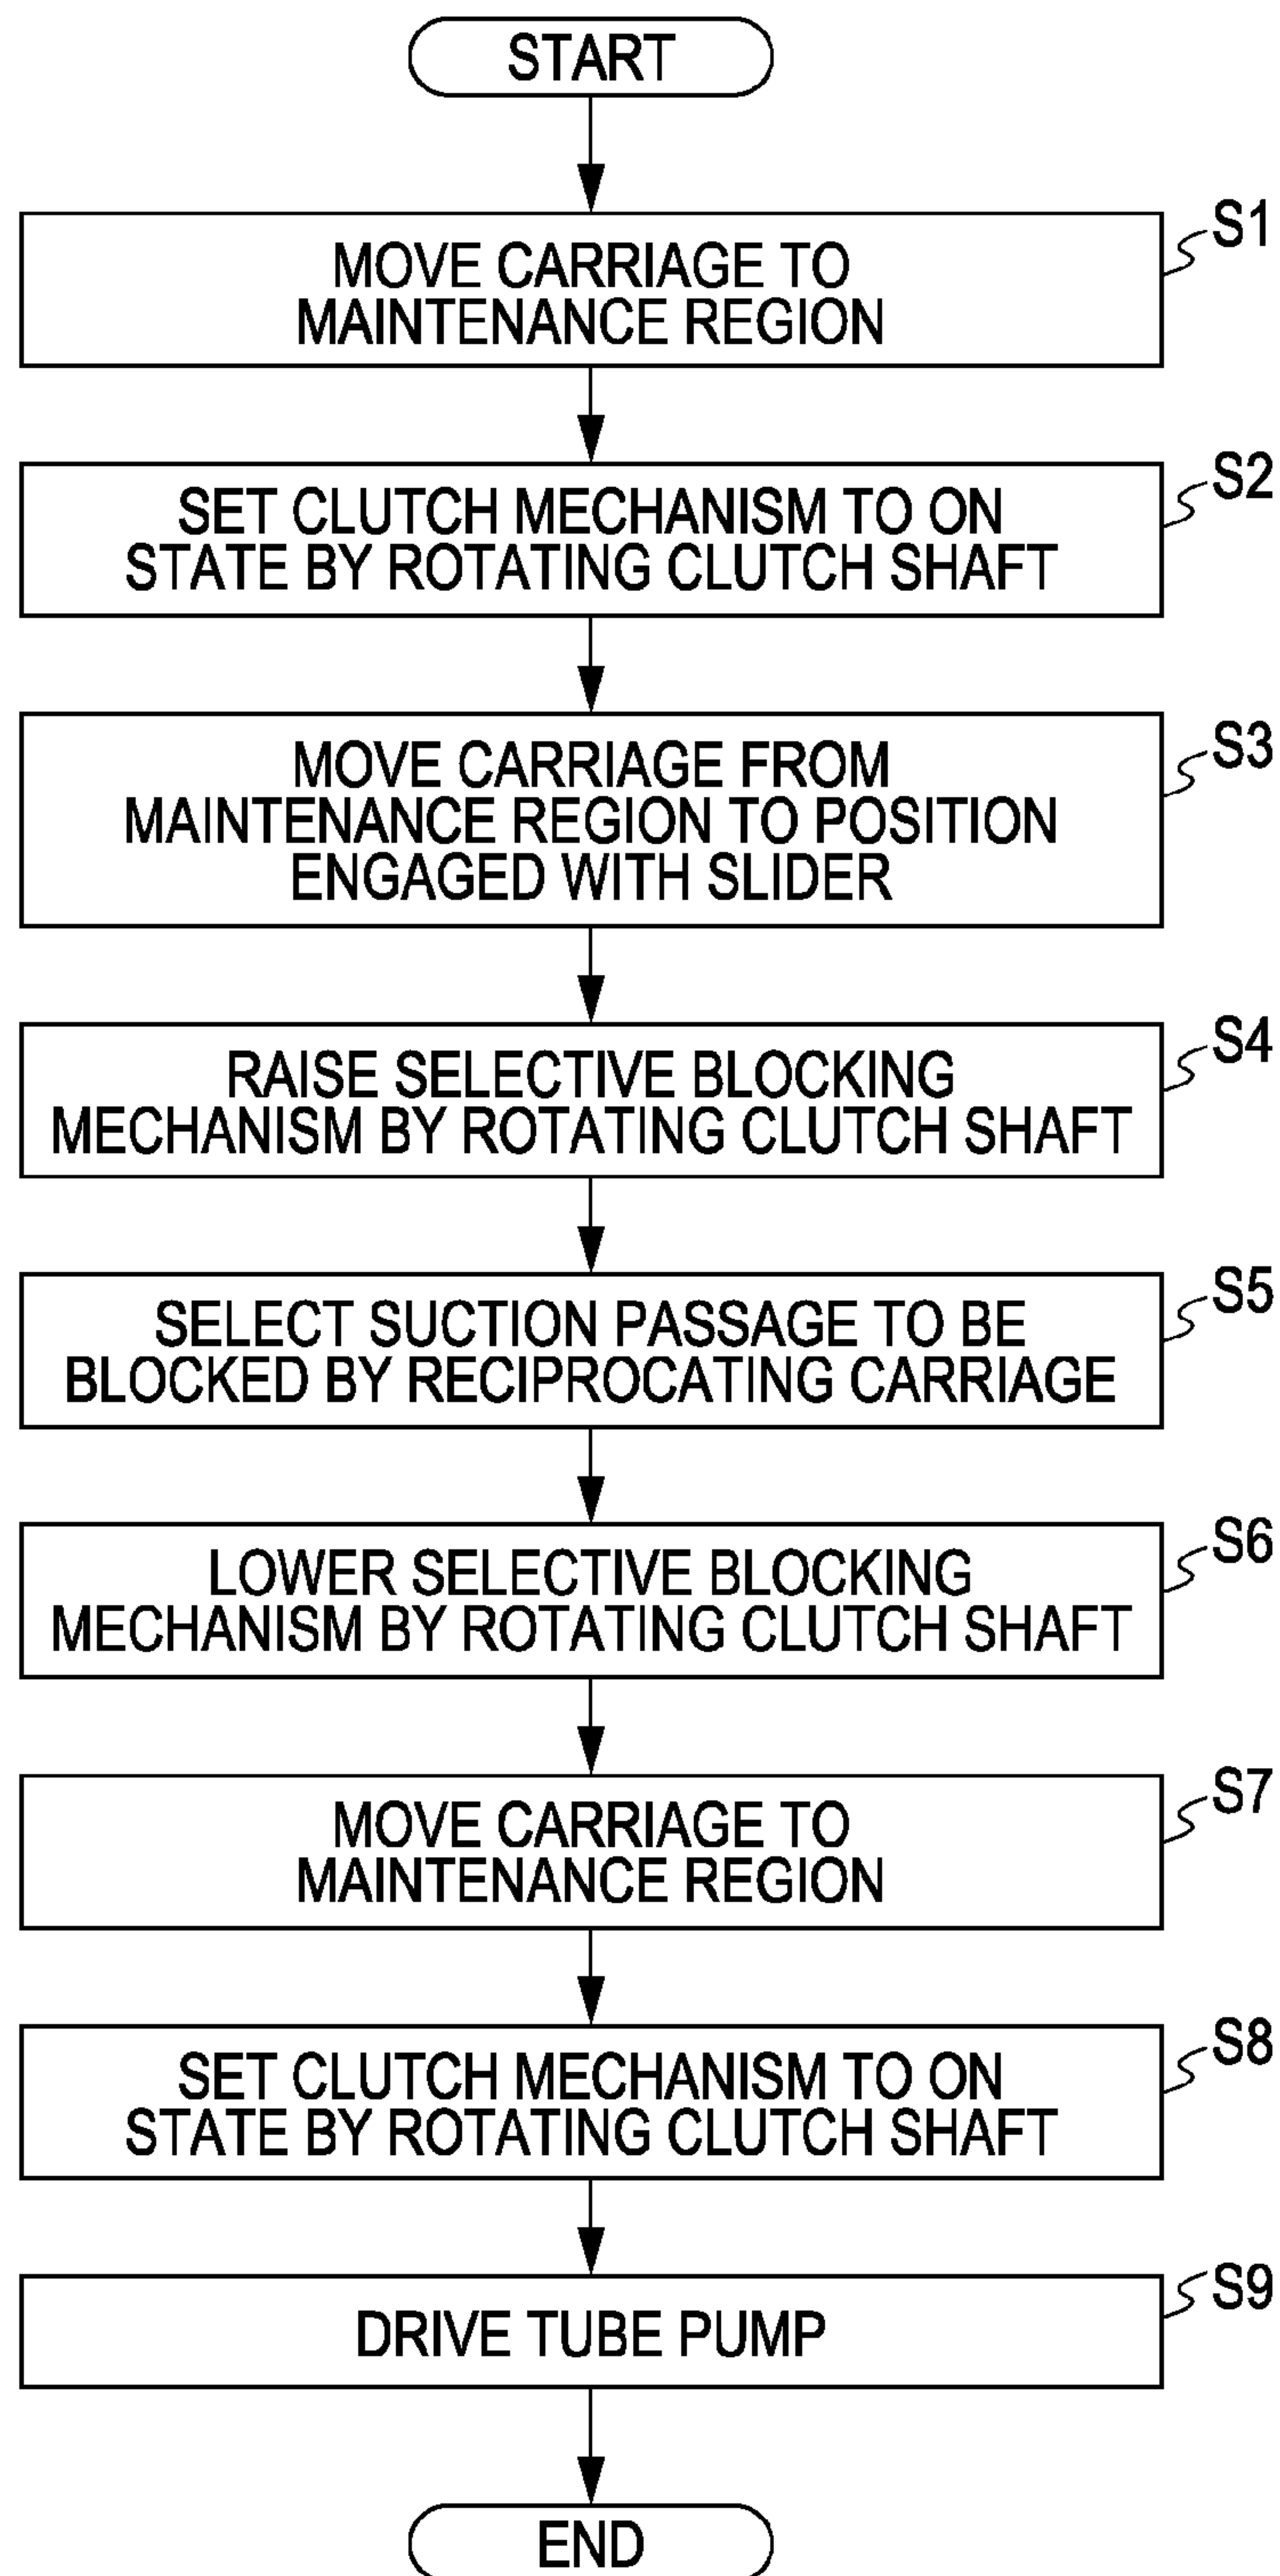 START
S1
MOVE CARRIAGE TO
MAINTENANCE REGION
S2
SET CLUTCH MECHANISM TO ON
STATE BY ROTATING CLUTCH SHAFT
S3
MOVE CARRIAGE FROM
MAINTENANCE REGION TO POSITION
ENGAGED WITH SLIDER
S4
RAISE SELECTIVE BLOCKING
MECHANISM BY ROTATING CLUTCH SHAFT
S5
SELECT SUCTION PASSAGE TO BE
BLOCKED BY RECIPROCATING CARRIAGE
S6
LOWER SELECTIVE BLOCKING
MECHANISM BY ROTATING CLUTCH SHAFT
S7
MOVE CARRIAGE TO
MAINTENANCE REGION
S8
SET CLUTCH MECHANISM TO ON
STATE BY ROTATING CLUTCH SHAFT
S9
DRIVE TUBE PUMP
END